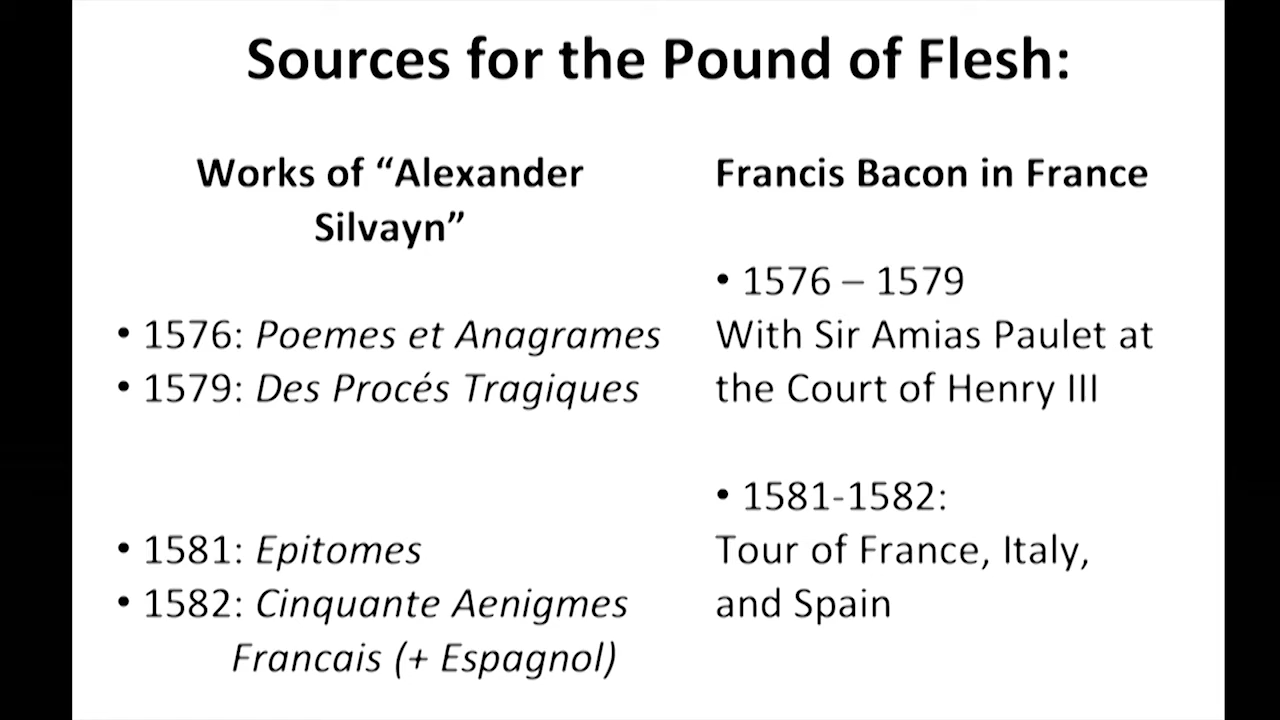 Sources for the Pound of Flesh:
Works of “Alexander
Silvayn”
• 1576: Poemes et Anagrames
• 1579: Des Procés Tragiques
• 1581: Epitomes
• 1582: Cinquante Aenigmes
Francais (+ Espagnol)
Francis Bacon in France
• 1576 – 1579
With Sir Amias Paulet at
the Court of Henry III
• 1581-1582:
Tour of France, Italy,
and Spain